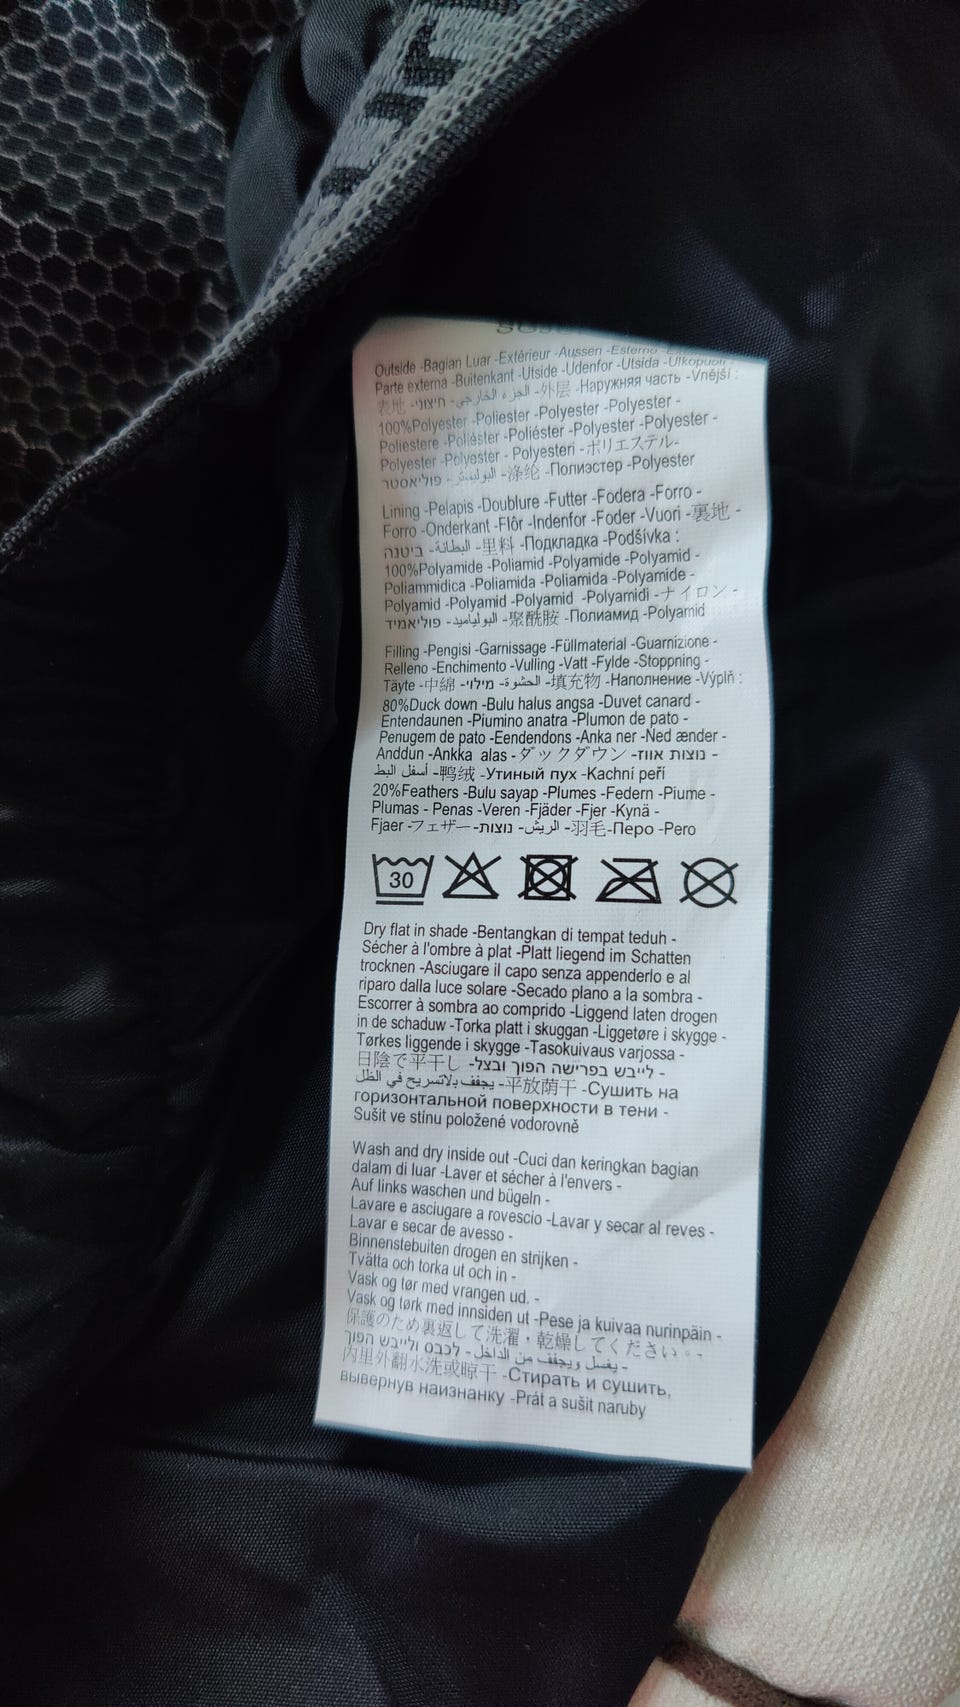 Outside -Bagian Luar -Extérieur -Aussen -Esterno
Parte externa -Buitenkant -Utside -Udenfor -Utsida -Ulkopuoli
表地 -חיצוני -الجزء الخارجي -外层 -Наружняя часть -Vnější :
100%Polyester -Poliester -Polyester -Polyester -
Poliestere -Poliéster -Poliéster -Polyester -Polyester -
Polyester -Polyester - Polyesteri -ポリエステル-
פוליאסטר -البوليستر -涤纶 -Полиэстер -Polyester
Lining -Pelapis -Doublure -Futter -Fodera -Forro -
Forro -Onderkant -Flôr -Indenfor -Foder -Vuori -裏地 -
ביטנה -البطانة -里料 -Подкладка -Podšívka :
100%Polyamide -Poliamid -Polyamide -Polyamid -
Poliammidica -Poliamida -Poliamida -Polyamide -
Polyamid -Polyamid -Polyamid -Polyamidi -ナイロン -
פוליאמיד -البولياميد -聚酰胺 -Полиамид -Polyamid
Filling -Pengisi -Garnissage -Füllmaterial -Guarnizione -
Relleno -Enchimento -Vulling -Vatt -Fylde -Stoppning -
Täyte -中綿 -מילוי -الحشوة -填充物 -Наполнение -Výplň :
80%Duck down -Bulu halus angsa -Duvet canard -
Entendaunen -Piumino anatra -Plumon de pato -
Penugem de pato -Eendendons -Anka ner -Ned ænder -
Anddun -Ankka alas -ダックダウン -נוצות אווז -
أسفل البط -鸭绒 -Утиный пух -Kachní peří
20%Feathers -Bulu sayap -Plumes -Federn -Piume -
Plumas - Penas -Veren -Fjäder -Fjer -Kynä -
Fjaer -フェザー -נוצות -الريش -羽毛-Перо -Pero
30
Dry flat in shade -Bentangkan di tempat teduh -
Sécher à l'ombre à plat -Platt liegend im Schatten
trocknen -Asciugare il capo senza appenderlo e al
riparo dalla luce solare -Secado plano a la sombra -
Escorrer à sombra ao comprido -Liggend laten drogen
in de schaduw -Torka platt i skuggan -Liggetøre i skygge -
Tørkes liggende i skygge -Tasokuivaus varjossa -
日陰で平干し -לייבש בפרישה הפוך ובצל -
يجفف بلاتسريح في الظل -平放荫干 -Сушить на
горизонтальной поверхности в тени -
Sušit ve stínu položené vodorovně
Wash and dry inside out -Cuci dan keringkan bagian
dalam di luar -Laver et sécher à l'envers -
Auf links waschen und bügeln -
Lavare e asciugare a rovescio -Lavar y secar al reves -
Lavar e secar de avesso -
Binnenstebuiten drogen en strijken -
Tvätta och torka ut och in -
Vask og tør med vrangen ud. -
Vask og tørk med innsiden ut -Pese ja kuivaa nurinpäin -
保護のため裏返して洗濯・乾燥してください。-
לכבס ולייבש הפוך -يغسل ويجفف من الداخل -
内里外翻水洗或晾干 -Стирать и сушить,
вывернув наизнанку -Prát a sušit naruby